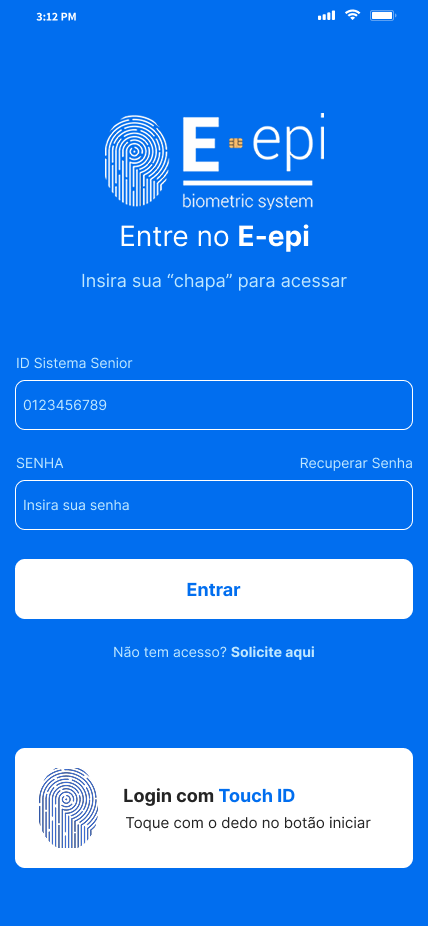 3:12 PM
E-epi
biometric system
Entre no E-epi
Insira sua “chapa” para acessar
ID Sistema Senior
0123456789
SENHA Recuperar Senha
Insira sua senha
Entrar
Não tem acesso? Solicite aqui
Login com Touch ID
Toque com o dedo no botão iniciar